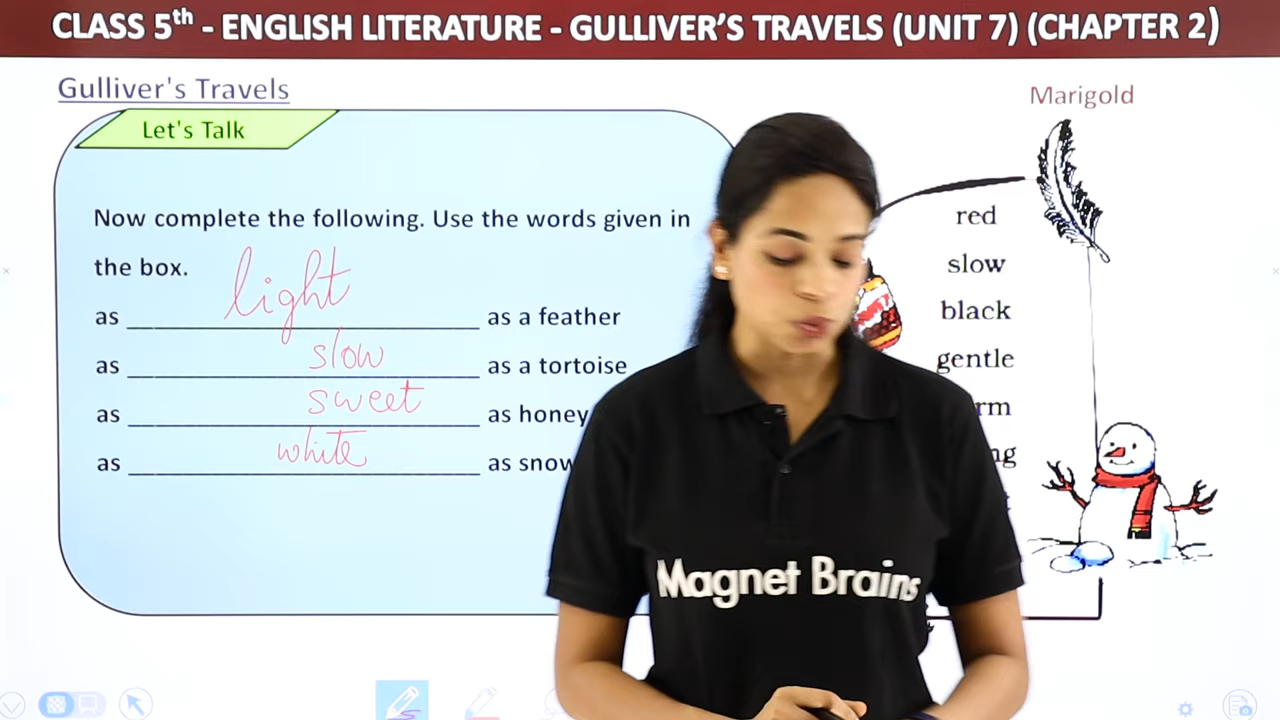 CLASS 5th - ENGLISH LITERATURE - GULLIVER'S TRAVELS (UNIT 7) (CHAPTER 2)
Gulliver's Travels
Marigold
Let's Talk
Now complete the following. Use the words given in
the box.
as light as a feather
as slow as a tortoise
as sweet as honey
as white as snow
red
slow
black
gentle
Magnet Brains